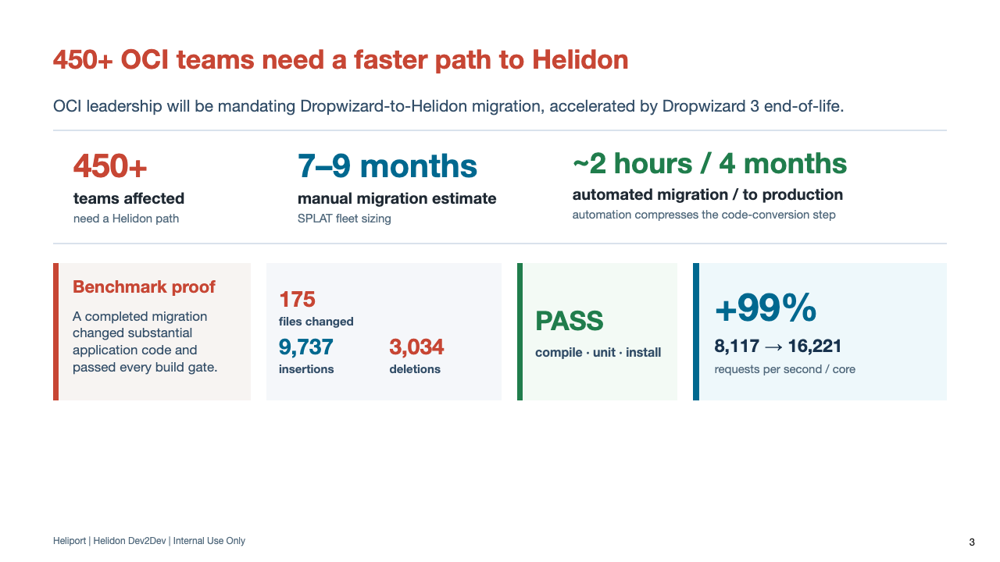 450+ OCI teams need a faster path to Helidon
OCI leadership will be mandating Dropwizard-to-Helidon migration, accelerated by Dropwizard 3 end-of-life.
450+
teams affected
need a Helidon path
7–9 months
manual migration estimate
SPLAT fleet sizing
~2 hours / 4 months
automated migration / to production
automation compresses the code-conversion step
Benchmark proof
A completed migration
changed substantial
application code and
passed every build gate.
175
files changed
9,737
insertions
3,034
deletions
PASS
compile · unit · install
+99%
8,117 → 16,221
requests per second / core
Heliport | Helidon Dev2Dev | Internal Use Only
3